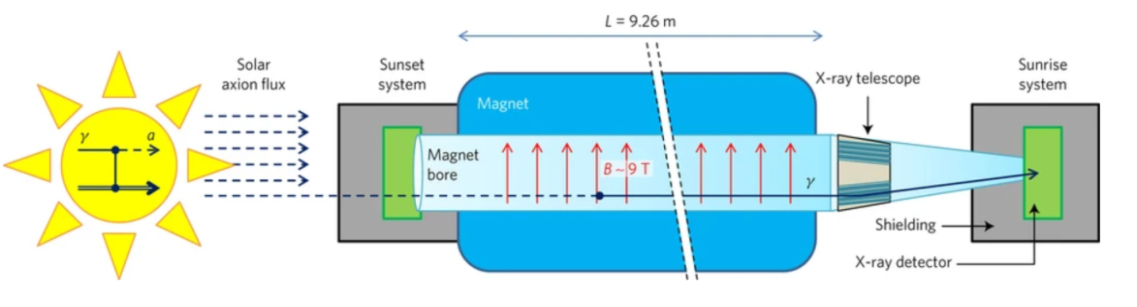 L = 9.26 m
Solar
axion flux
Sunset
system
Magnet
X-ray telescope
Sunrise
system
γ
a
Magnet
bore
B~9 T
γ
Shielding
X-ray detector